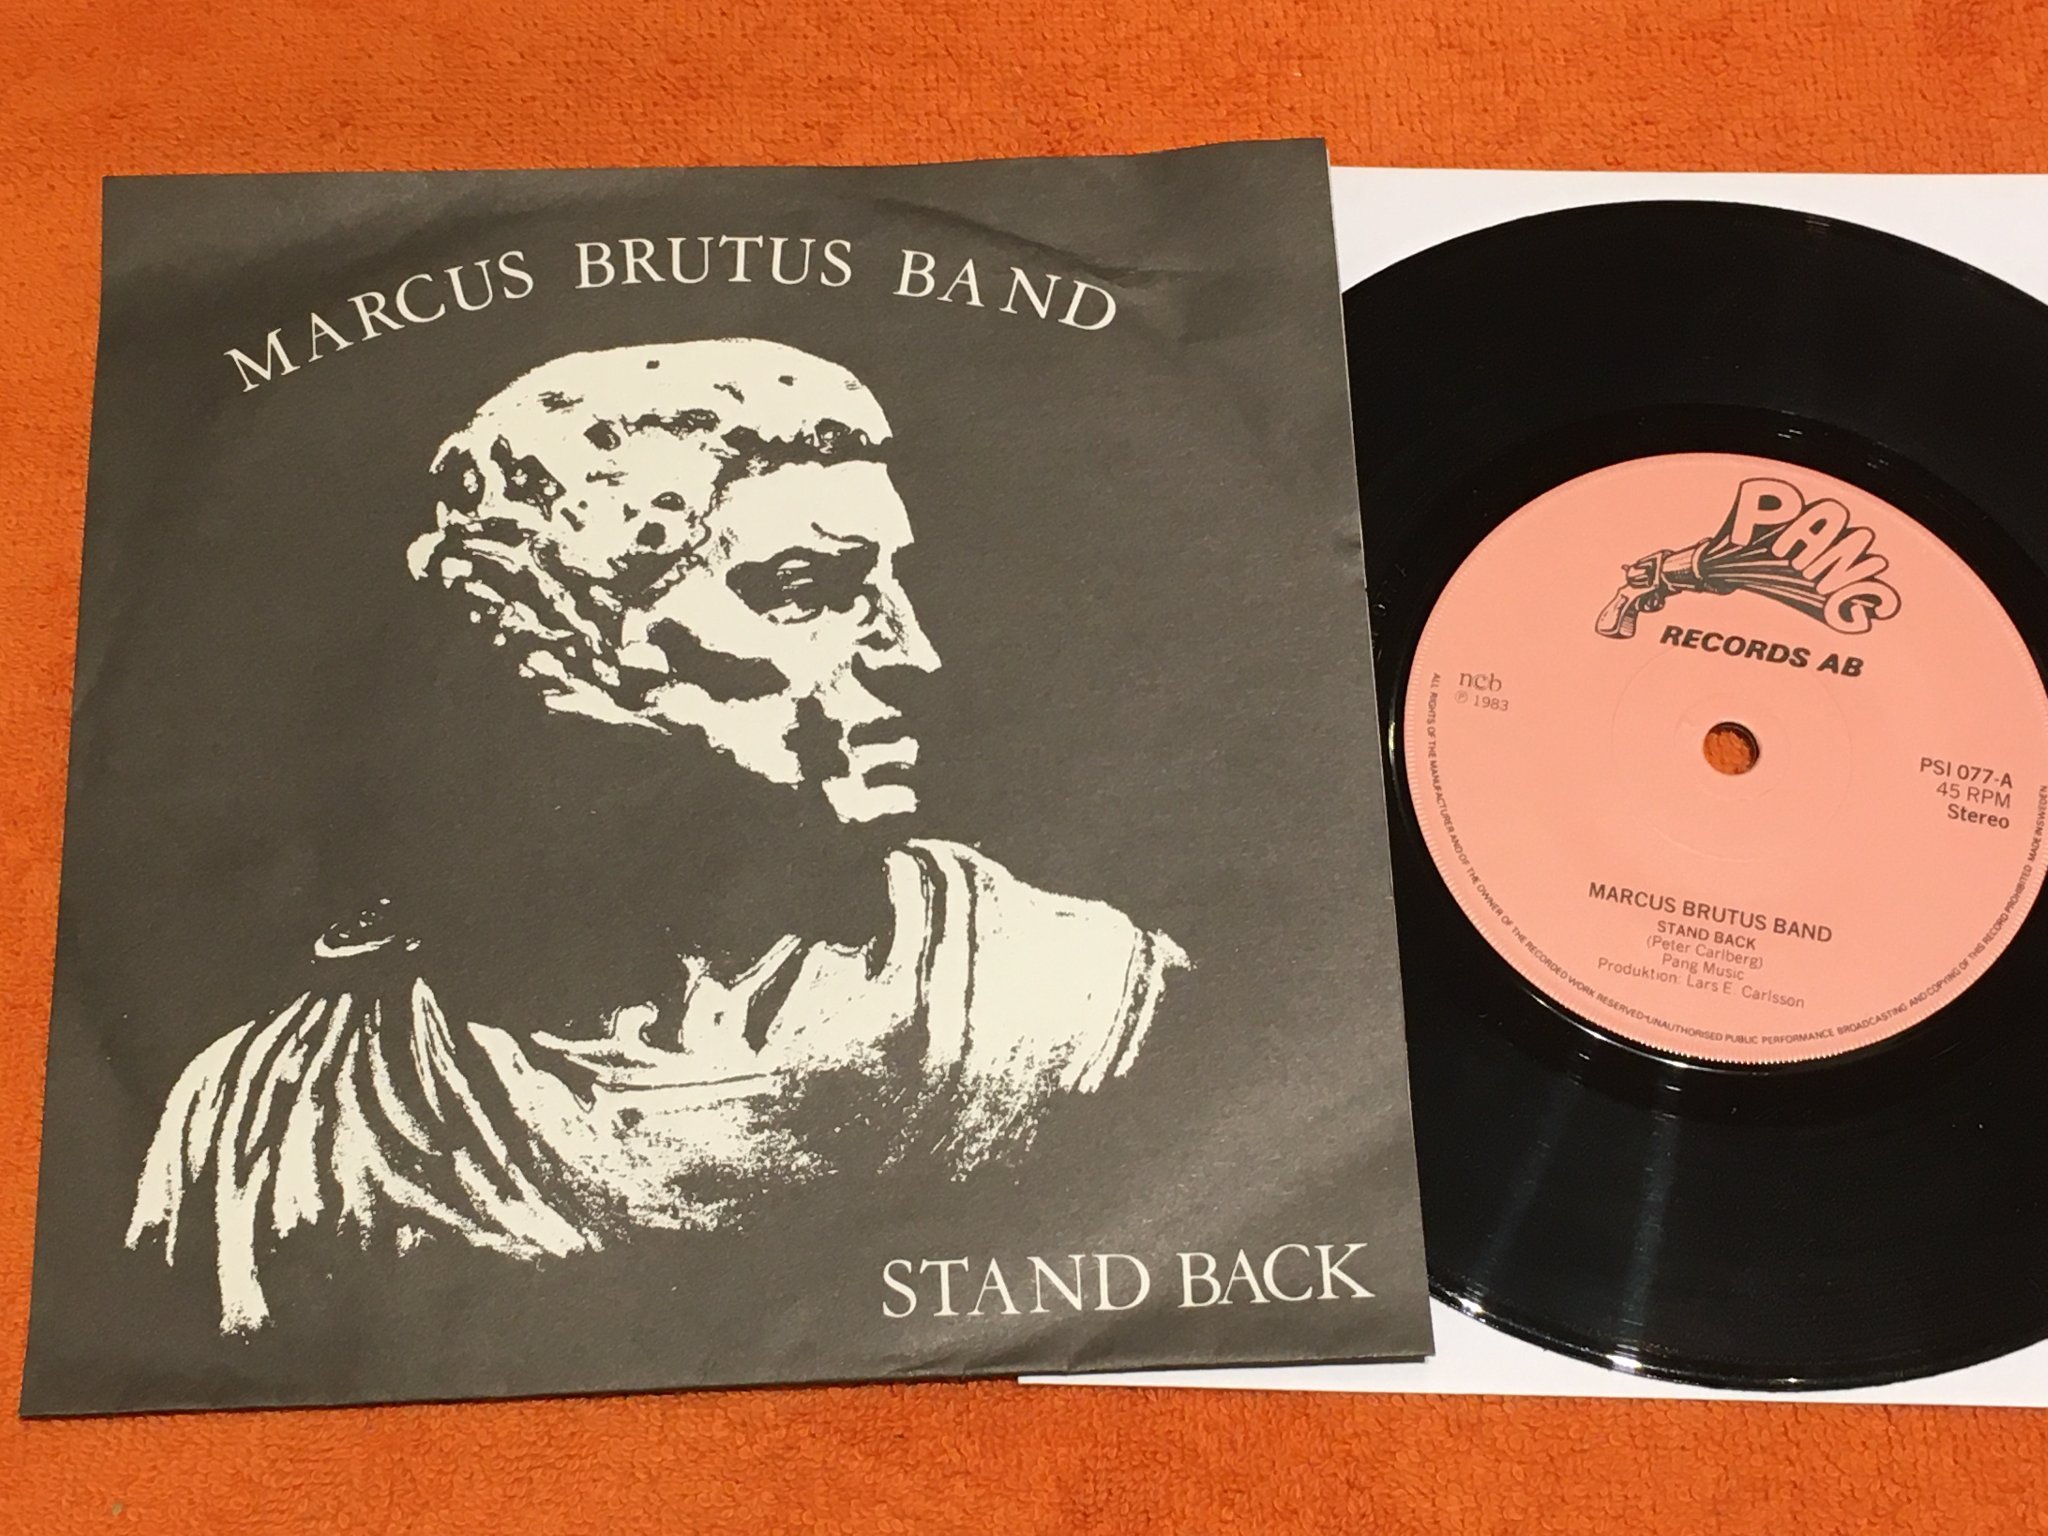 MARCUS BRUTUS BAND
STAND BACK
PANG
RECORDS AB
ncb
℗ 1983
PSI 077-A
45 RPM
Stereo
MARCUS BRUTUS BAND
STAND BACK
(Peter Carlberg)
Pang Music
Produktion: Lars E. Carlsson
ALL RIGHTS OF THE MANUFACTURER AND OF THE OWNER OF THE RECORDED WORK RESERVED·UNAUTHORISED PUBLIC PERFORMANCE BROADCASTING AND COPYING OF THIS RECORD PROHIBITED MADE IN SWEDEN